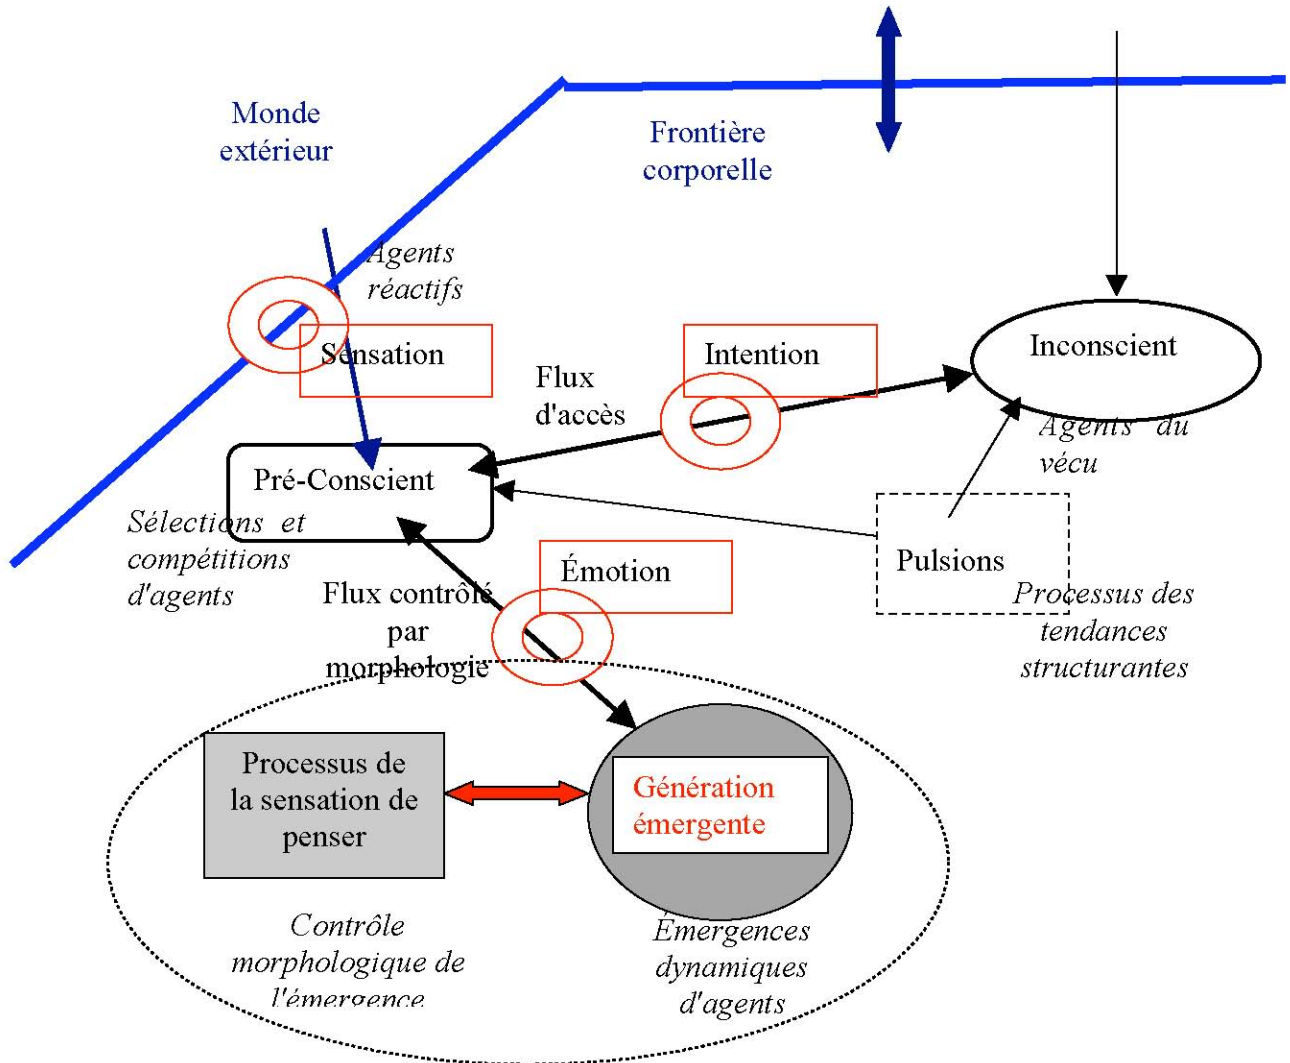 Monde
extérieur
Frontière
corporelle
Agents
réactifs
Sensation
Intention
Inconscient
Flux
d'accès
Agents du
vécu
Pré-Conscient
Sélections et
compétitions
d'agents
Pulsions
Émotion
Flux contrôlé
par
morphologie
Processus des
tendances
structurantes
Processus de
la sensation de
penser
Génération
émergente
Contrôle
morphologique de
l'émergence
Émergences
dynamiques
d'agents